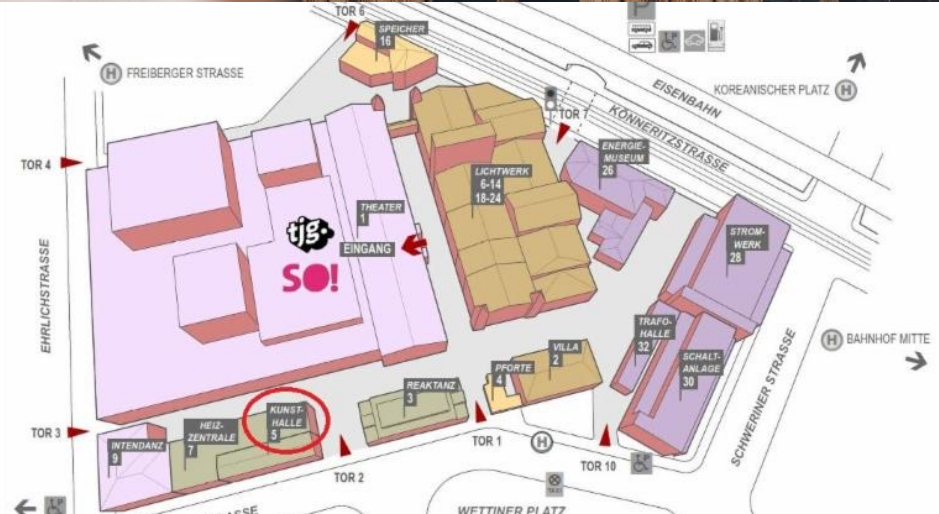 TOR 6
SPEICHER
16
P
H FREIBERGER STRASSE
EISENBAHN
KOREANISCHER PLATZ H
KÖNNERITZSTRASSE
TOR 7
TOR 4
ENERGIE-
MUSEUM
26
LICHTWERK
6-14
18-24
THEATER
1
tjg.
EINGANG
SO!
STROM-
WERK
28
EHRLICHSTRASSE
TRAFO-
HALLE
32
H BAHNHOF MITTE
SCHALT-
ANLAGE
30
VILLA
2
PFORTE
4
REAKTANZ
3
SCHWERINER STRASSE
KUNST-
HALLE
5
HEIZ-
ZENTRALE
7
INTENDANZ
9
TOR 3
TOR 2
TOR 1
H
TOR 10
TAXI
WETTINER PLATZ